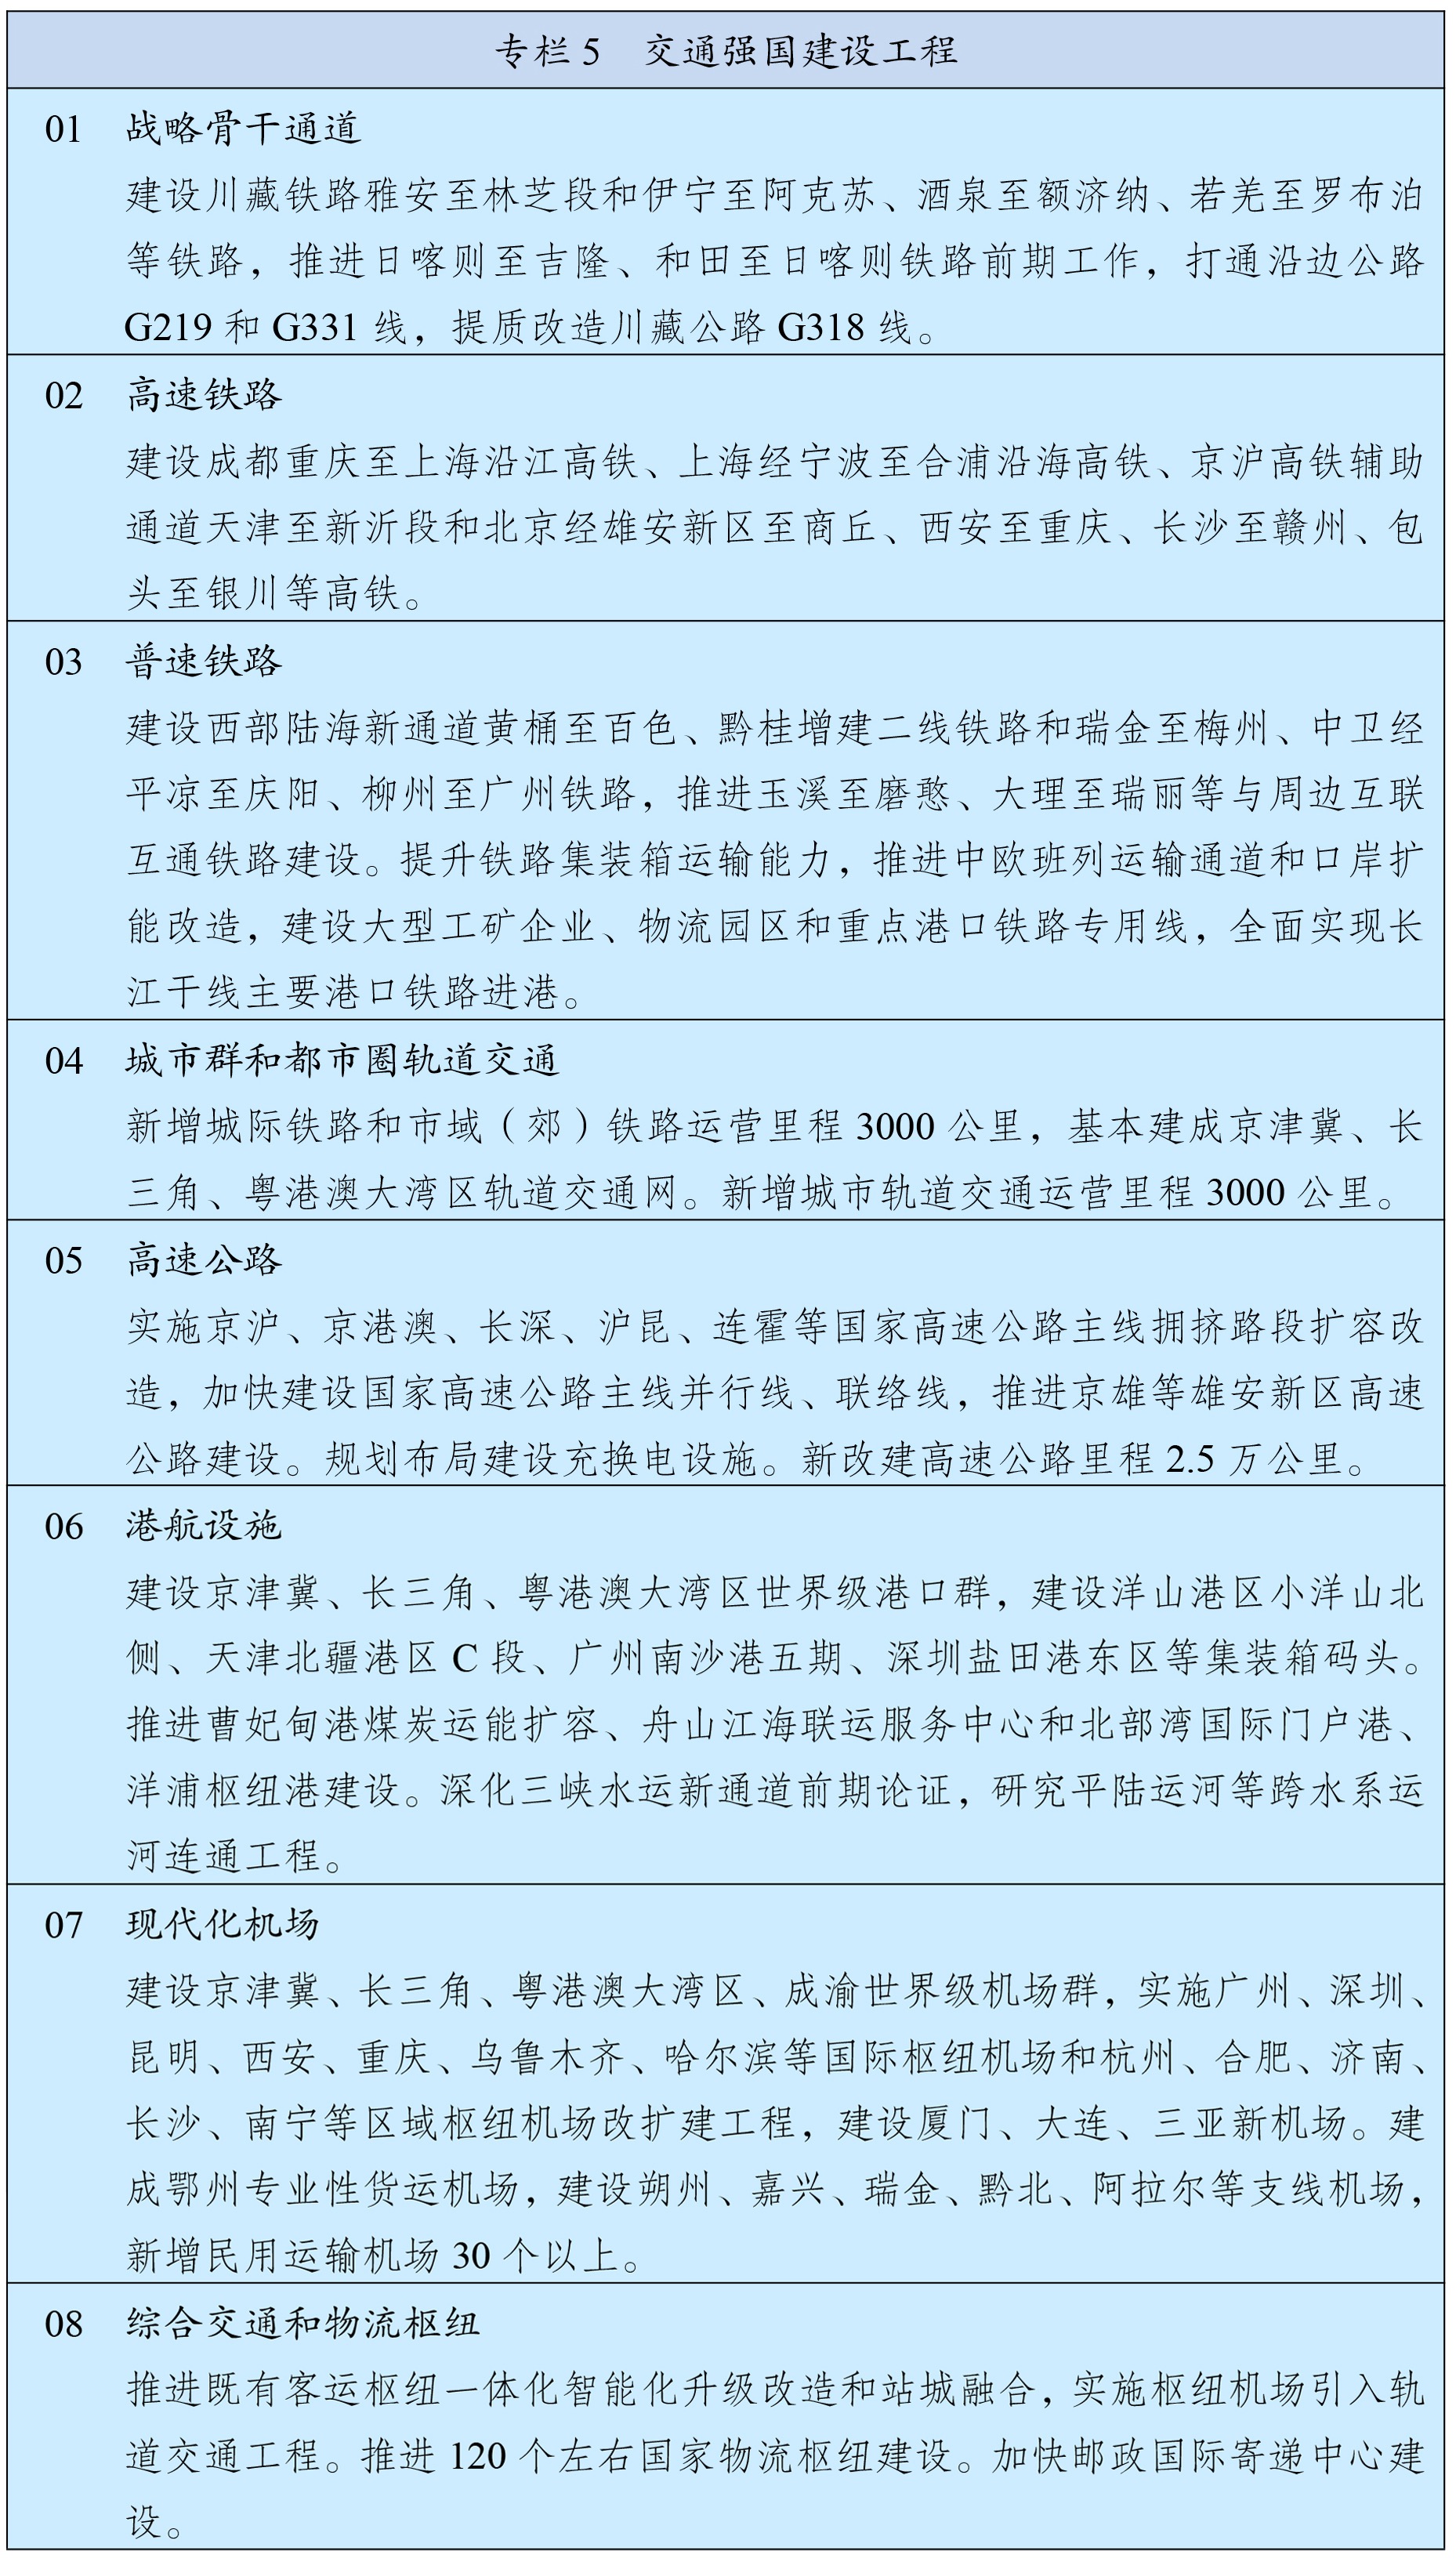 专栏 5 交通强国建设工程
01 战略骨干通道
建设川藏铁路雅安至林芝段和伊宁至阿克苏、酒泉至额济纳、若羌至罗布泊
等铁路，推进日喀则至吉隆、和田至日喀则铁路前期工作，打通沿边公路
G219 和 G331 线，提质改造川藏公路 G318 线。
02 高速铁路
建设成都重庆至上海沿江高铁、上海经宁波至合浦沿海高铁、京沪高铁辅助
通道天津至新沂段和北京经雄安新区至商丘、西安至重庆、长沙至赣州、包
头至银川等高铁。
03 普速铁路
建设西部陆海新通道黄桶至百色、黔桂增建二线铁路和瑞金至梅州、中卫经
平凉至庆阳、柳州至广州铁路，推进玉溪至磨憨、大理至瑞丽等与周边互联
互通铁路建设。提升铁路集装箱运输能力，推进中欧班列运输通道和口岸扩
能改造，建设大型工矿企业、物流园区和重点港口铁路专用线，全面实现长
江干线主要港口铁路进港。
04 城市群和都市圈轨道交通
新增城际铁路和市域（郊）铁路运营里程 3000 公里，基本建成京津冀、长
三角、粤港澳大湾区轨道交通网。新增城市轨道交通运营里程 3000 公里。
05 高速公路
实施京沪、京港澳、长深、沪昆、连霍等国家高速公路主线拥挤路段扩容改
造，加快建设国家高速公路主线并行线、联络线，推进京雄等雄安新区高速
公路建设。规划布局建设充换电设施。新改建高速公路里程 2.5 万公里。
06 港航设施
建设京津冀、长三角、粤港澳大湾区世界级港口群，建设洋山港区小洋山北
侧、天津北疆港区 C 段、广州南沙港五期、深圳盐田港东区等集装箱码头。
推进曹妃甸港煤炭运能扩容、舟山江海联运服务中心和北部湾国际门户港、
洋浦枢纽港建设。深化三峡水运新通道前期论证，研究平陆运河等跨水系运
河连通工程。
07 现代化机场
建设京津冀、长三角、粤港澳大湾区、成渝世界级机场群，实施广州、深圳、
昆明、西安、重庆、乌鲁木齐、哈尔滨等国际枢纽机场和杭州、合肥、济南、
长沙、南宁等区域枢纽机场改扩建工程，建设厦门、大连、三亚新机场。建
成鄂州专业性货运机场，建设朔州、嘉兴、瑞金、黔北、阿拉尔等支线机场，
新增民用运输机场 30 个以上。
08 综合交通和物流枢纽
推进既有客运枢纽一体化智能化升级改造和站城融合，实施枢纽机场引入轨
道交通工程。推进 120 个左右国家物流枢纽建设。加快邮政国际寄递中心建
设。